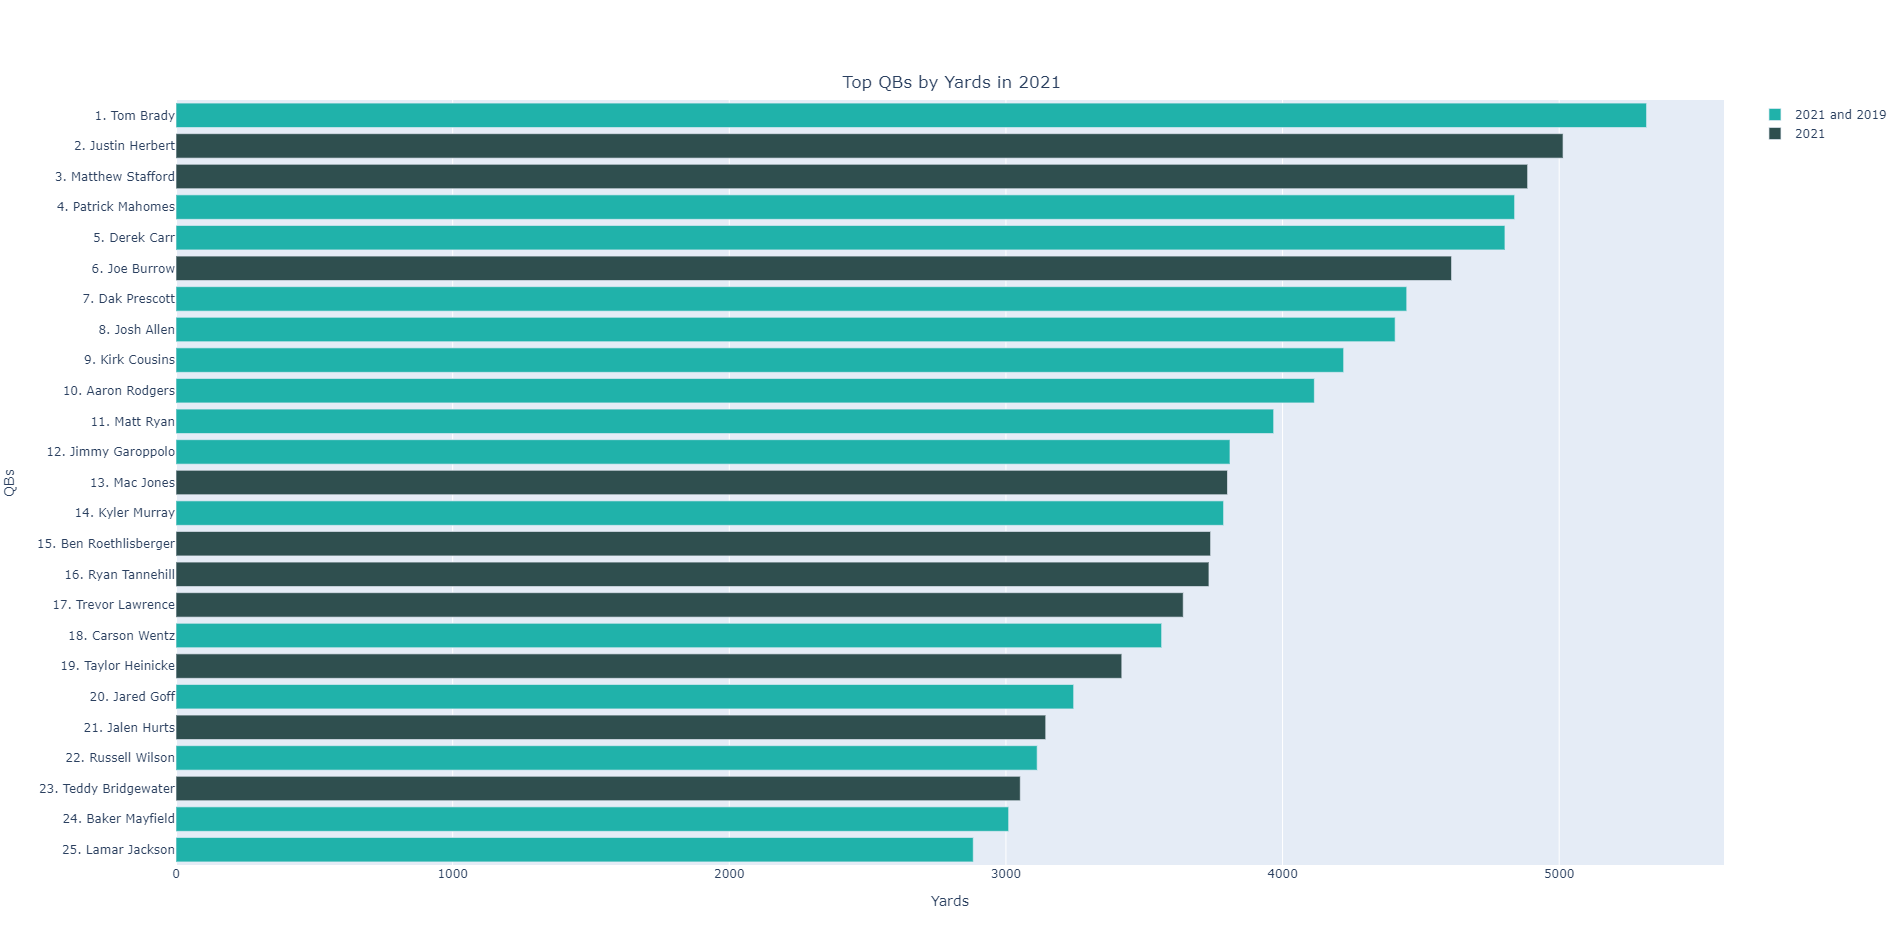 Top QBs by Yards in 2021
2021 and 2019
2021
QBs
1. Tom Brady
2. Justin Herbert
3. Matthew Stafford
4. Patrick Mahomes
5. Derek Carr
6. Joe Burrow
7. Dak Prescott
8. Josh Allen
9. Kirk Cousins
10. Aaron Rodgers
11. Matt Ryan
12. Jimmy Garoppolo
13. Mac Jones
14. Kyler Murray
15. Ben Roethlisberger
16. Ryan Tannehill
17. Trevor Lawrence
18. Carson Wentz
19. Taylor Heinicke
20. Jared Goff
21. Jalen Hurts
22. Russell Wilson
23. Teddy Bridgewater
24. Baker Mayfield
25. Lamar Jackson
0 1000 2000 3000 4000 5000
Yards